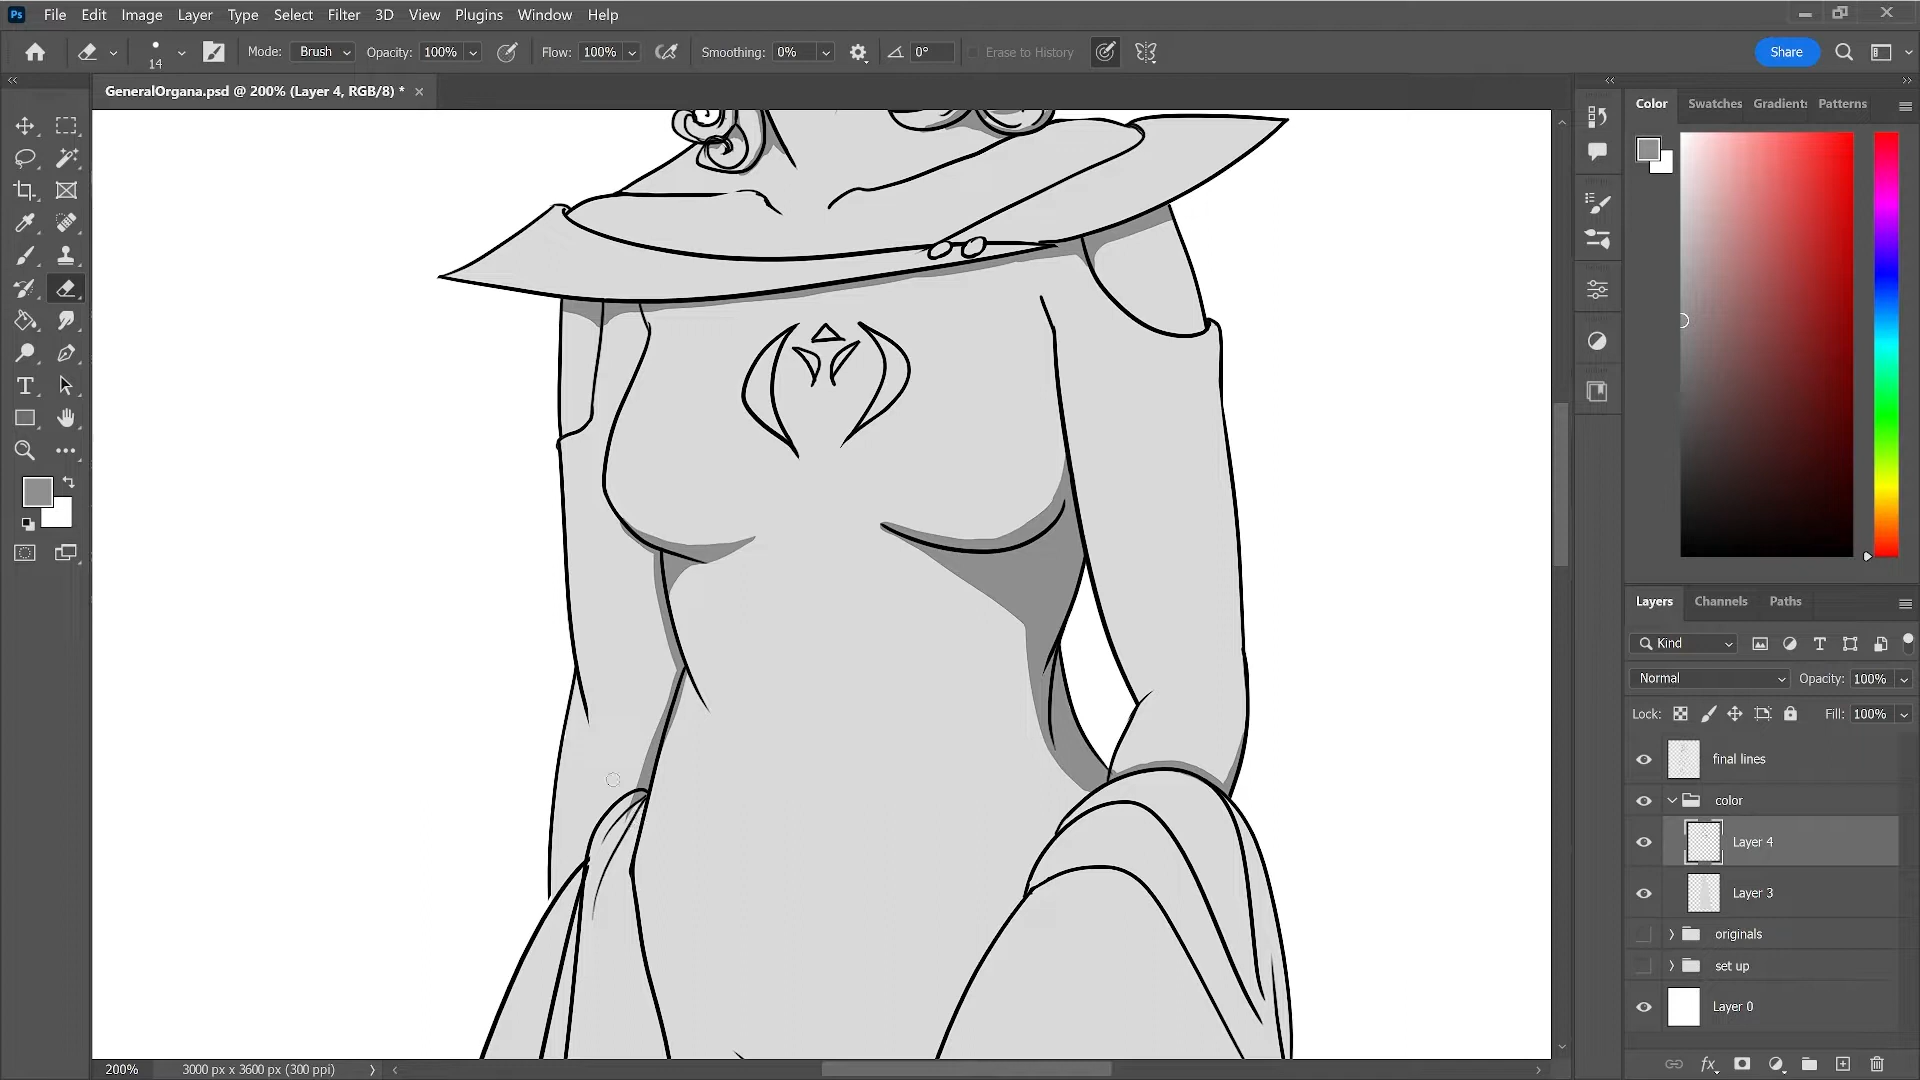 Ps File Edit Image Layer Type Select Filter 3D View Plugins Window Help
14 Mode: Brush Opacity: 100% Flow: 100% Smoothing: 0% 0° Erase to History Share
GeneralOrgana.psd @ 200% (Layer 4, RGB/8) *
Color Swatches Gradients Patterns
Layers Channels Paths
Kind
Normal Opacity: 100%
Lock: Fill: 100%
final lines
color
Layer 4
Layer 3
originals
set up
Layer 0
200% 3000 px x 3600 px (300 ppi)